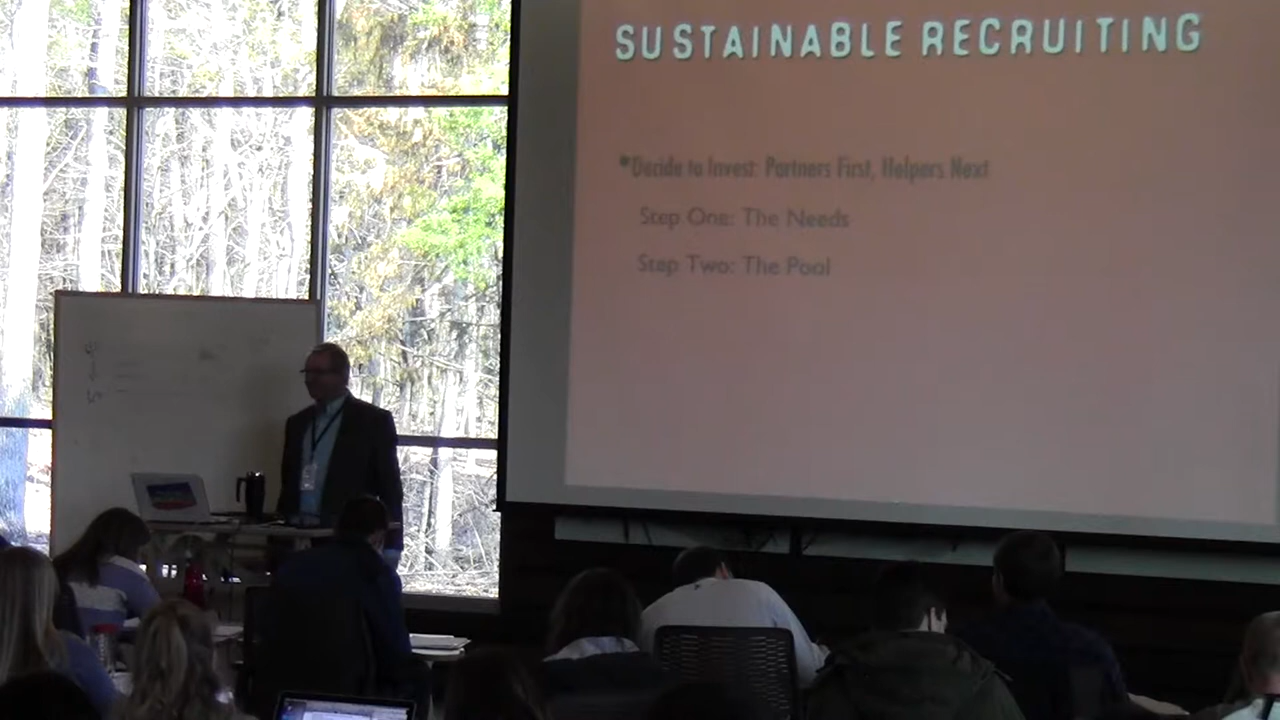 SUSTAINABLE RECRUITING
*Decide to Invest: Partners First, Helpers Next
Step One: The Needs
Step Two: The Pool